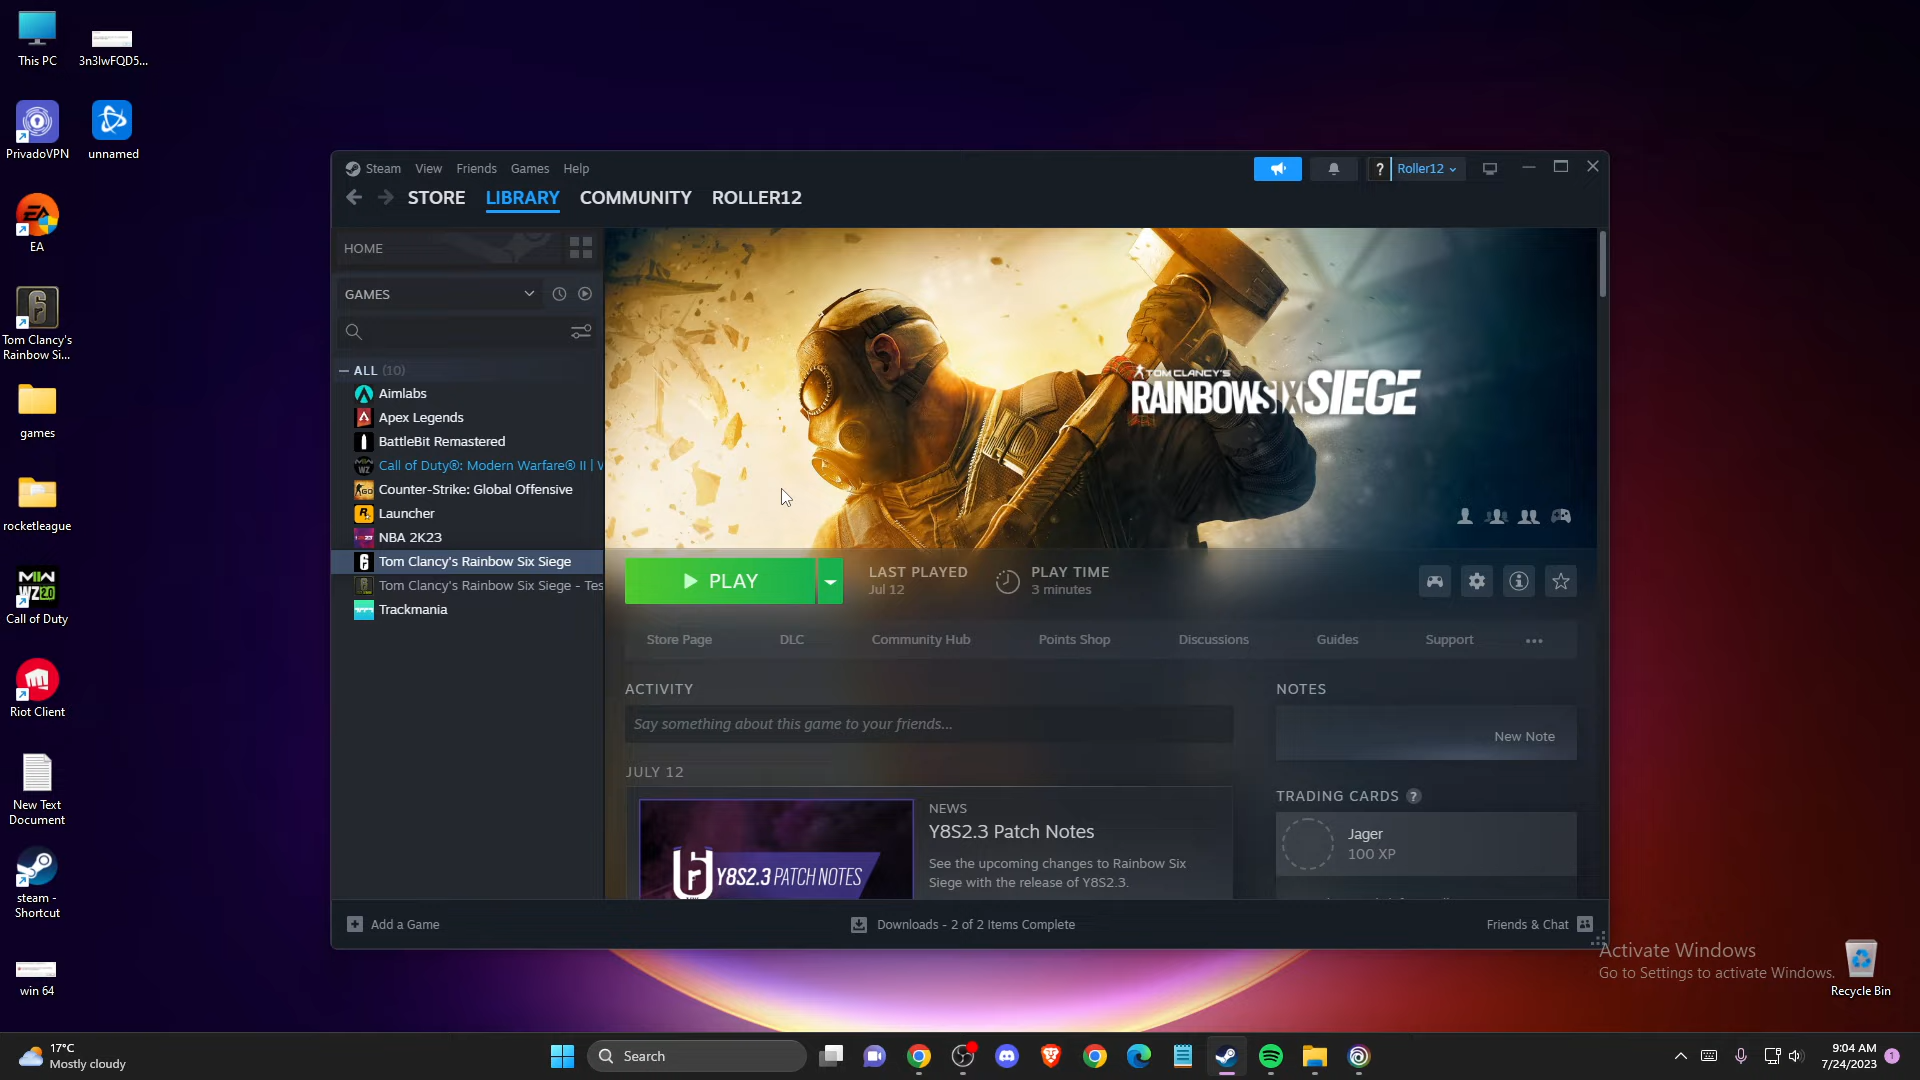 This PC
3n3lwFQD5...
PrivadoVPN
unnamed
EA
Tom Clancy's
Rainbow Si...
games
rocketleague
MW
WZ 2.0
Call of Duty
Riot Client
New Text
Document
steam -
Shortcut
win 64
Steam View Friends Games Help
? Roller12
STORE LIBRARY COMMUNITY ROLLER12
HOME
GAMES
ALL (10)
Aimlabs
Apex Legends
BattleBit Remastered
Call of Duty®: Modern Warfare® II |
Counter-Strike: Global Offensive
Launcher
NBA 2K23
Tom Clancy's Rainbow Six Siege
Tom Clancy's Rainbow Six Siege - Tes
Trackmania
TOM CLANCY'S
RAINBOWSIX SIEGE
PLAY
LAST PLAYED
Jul 12
PLAY TIME
3 minutes
Store Page DLC Community Hub Points Shop Discussions Guides Support ...
ACTIVITY
Say something about this game to your friends...
JULY 12
Y8S2.3 PATCH NOTES
NEWS
Y8S2.3 Patch Notes
See the upcoming changes to Rainbow Six
Siege with the release of Y8S2.3.
NOTES
New Note
TRADING CARDS ?
Jager
100 XP
Add a Game
Downloads - 2 of 2 Items Complete
Friends & Chat
Activate Windows
Go to Settings to activate Windows.
Recycle Bin
17°C
Mostly cloudy
Search
9:04 AM
7/24/2023
1